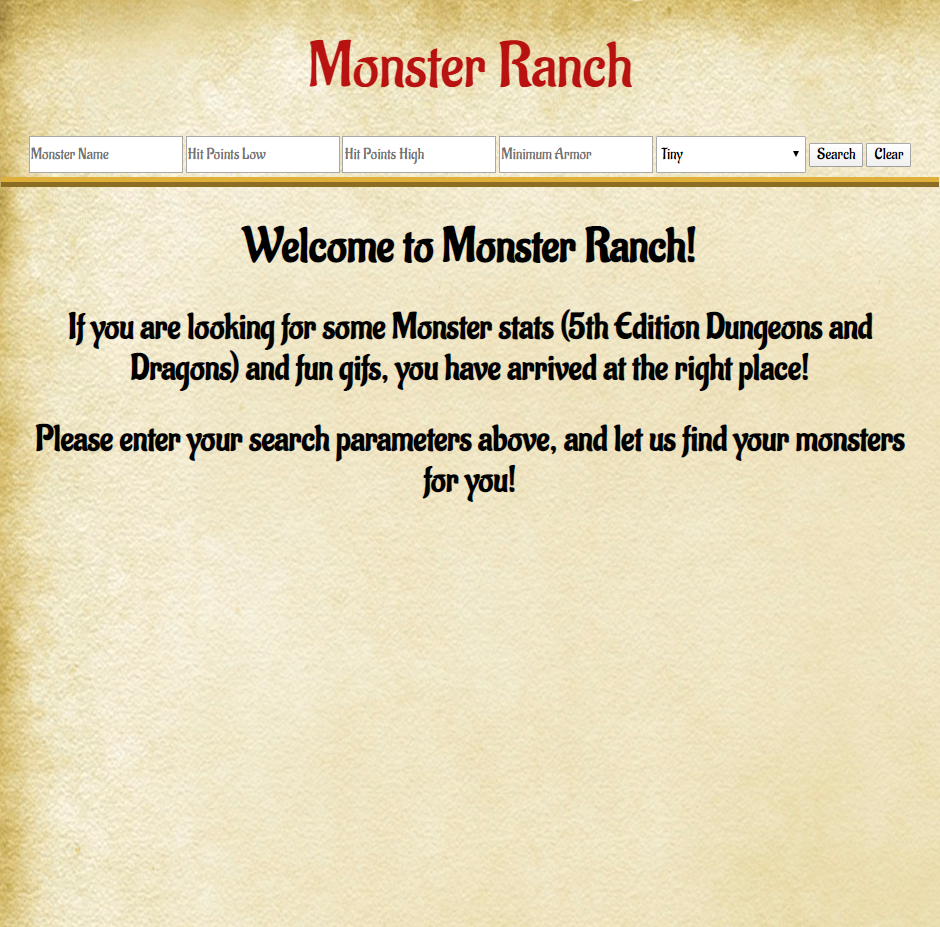 Monster Ranch
Monster Name Hit Points Low Hit Points High Minimum Armor Tiny Search Clear
Welcome to Monster Ranch!
If you are looking for some Monster stats (5th Edition Dungeons and
Dragons) and fun gifs, you have arrived at the right place!
Please enter your search parameters above, and let us find your monsters
for you!